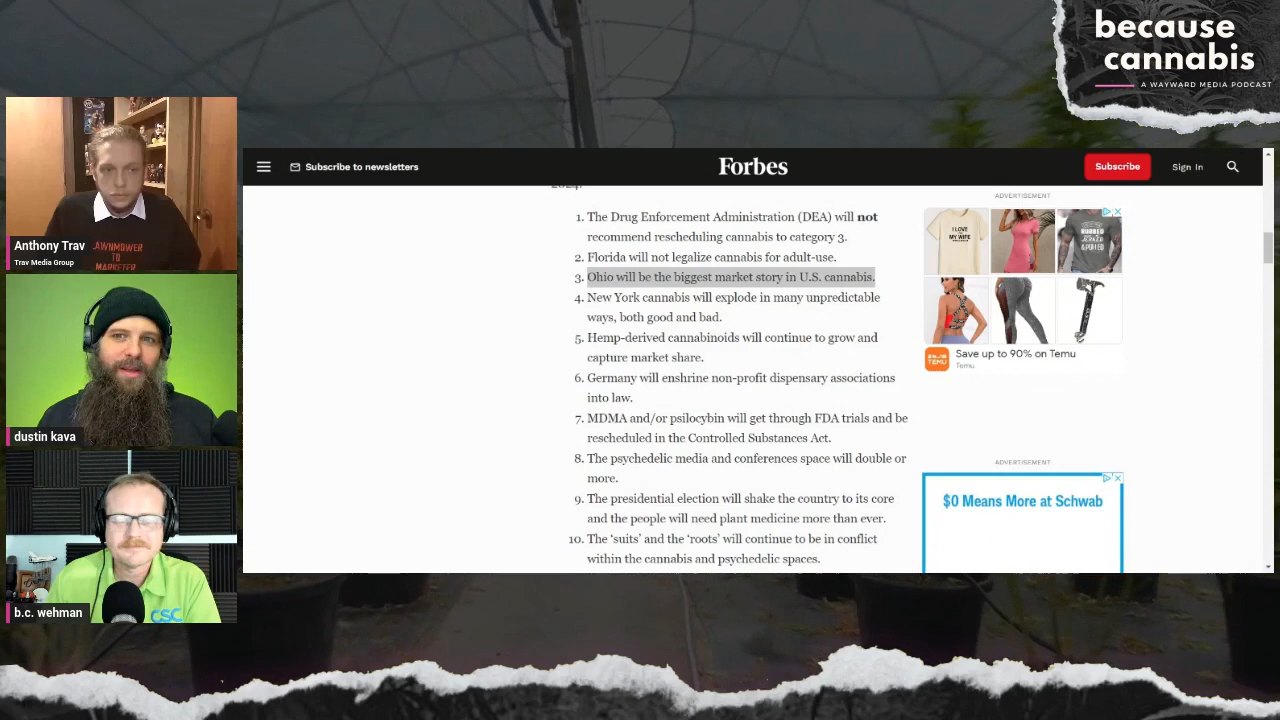 because
cannabis
A WAYWARD MEDIA PODCAST
Anthony Trav
Trav Media Group
LAWNMOWER
TO
MARKETER
dustin kava
b.c. wehman
CSC
Subscribe to newsletters
Forbes
Subscribe
Sign In
2024.
1. The Drug Enforcement Administration (DEA) will not
recommend rescheduling cannabis to category 3.
2. Florida will not legalize cannabis for adult-use.
3. Ohio will be the biggest market story in U.S. cannabis.
4. New York cannabis will explode in many unpredictable
ways, both good and bad.
5. Hemp-derived cannabinoids will continue to grow and
capture market share.
6. Germany will enshrine non-profit dispensary associations
into law.
7. MDMA and/or psilocybin will get through FDA trials and be
rescheduled in the Controlled Substances Act.
8. The psychedelic media and conferences space will double or
more.
9. The presidential election will shake the country to its core
and the people will need plant medicine more than ever.
10. The ‘suits’ and the ‘roots’ will continue to be in conflict
within the cannabis and psychedelic spaces.
ADVERTISEMENT
I LOVE
MY WIFE
TEMU
Save up to 90% on Temu
Temu
ADVERTISEMENT
$0 Means More at Schwab